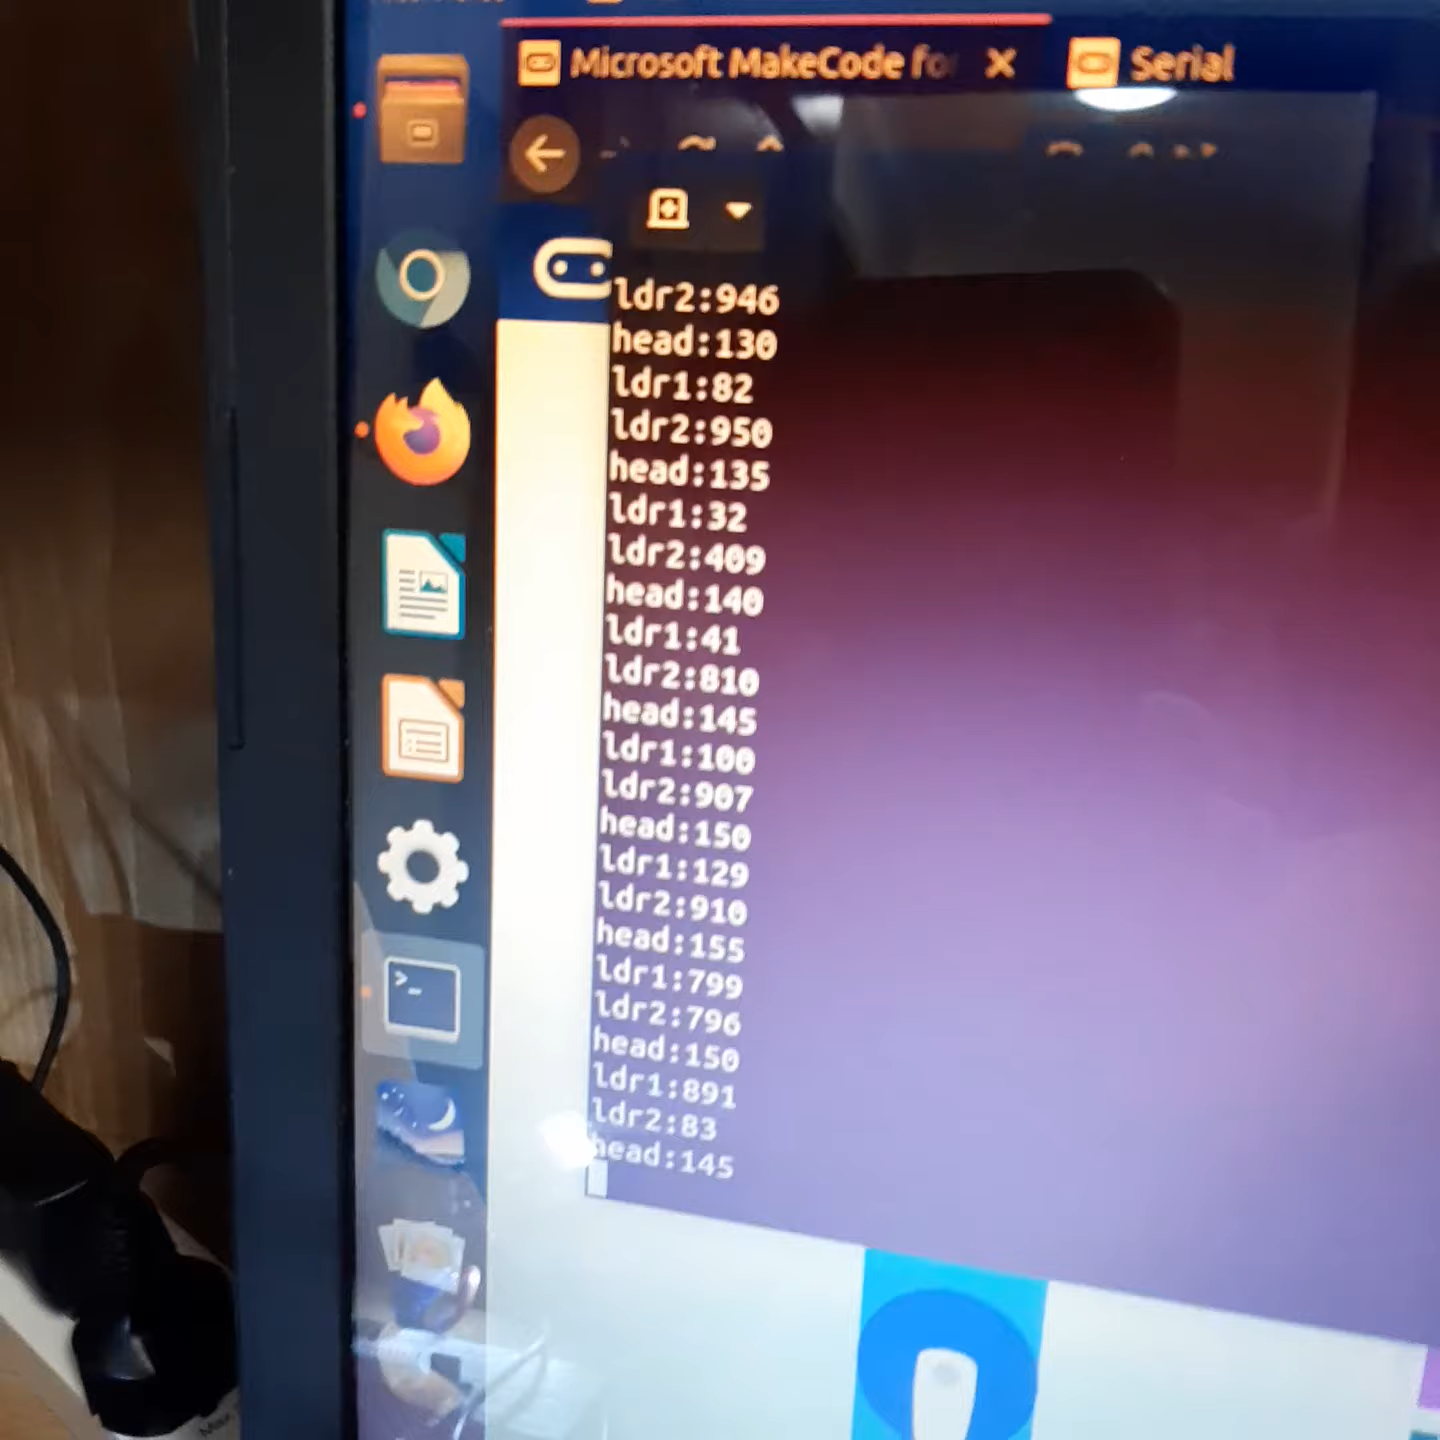 Microsoft MakeCode fo
Serial
ldr2:946
head:130
ldr1:82
ldr2:950
head:135
ldr1:32
ldr2:409
head:140
ldr1:41
ldr2:810
head:145
ldr1:100
ldr2:907
head:150
ldr1:129
ldr2:910
head:155
ldr1:799
ldr2:796
head:150
ldr1:891
ldr2:83
head:145